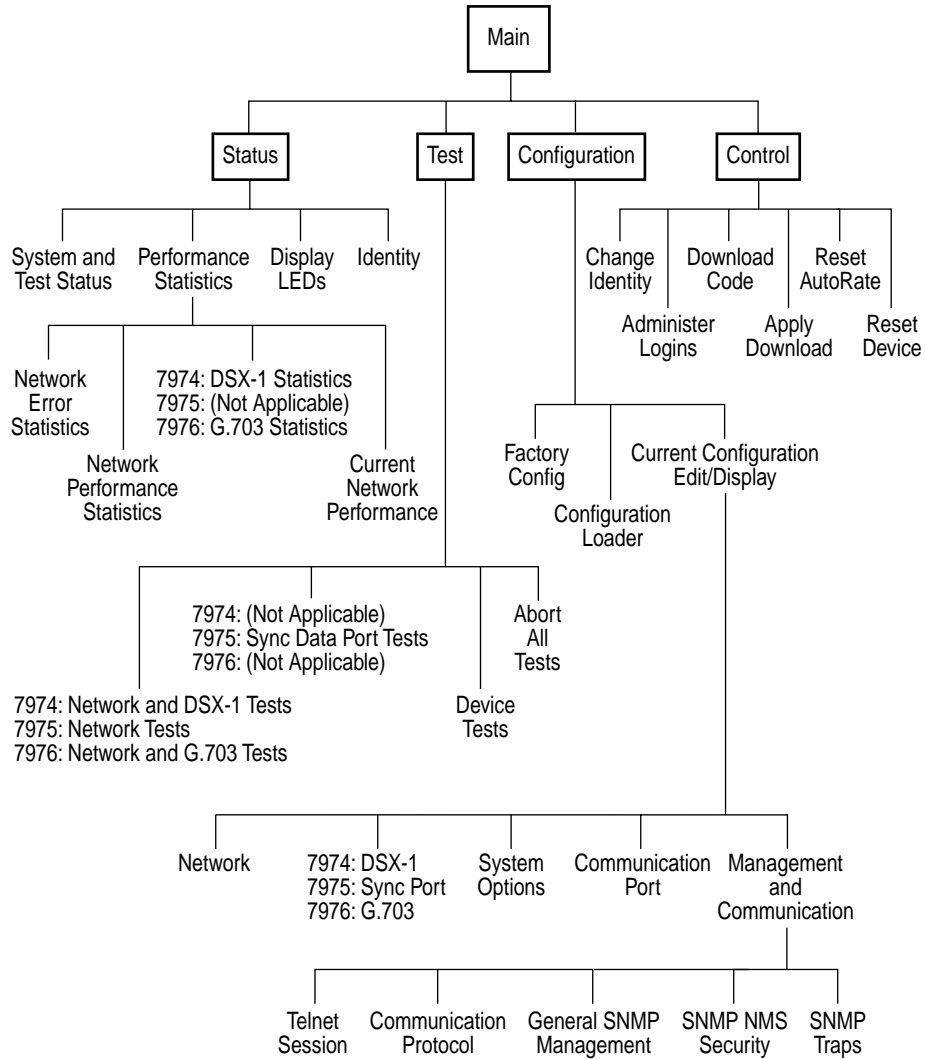 Main
Status
Test
Configuration
Control
System and
Test Status
Performance
Statistics
Display
LEDs
Identity
Change
Identity
Download
Code
Reset
AutoRate
Administer
Logins
Apply
Download
Reset
Device
Network
Error
Statistics
7974: DSX-1 Statistics
7975: (Not Applicable)
7976: G.703 Statistics
Network
Performance
Statistics
Current
Network
Performance
Factory
Config
Current Configuration
Edit/Display
Configuration
Loader
7974: (Not Applicable)
7975: Sync Data Port Tests
7976: (Not Applicable)
Abort
All
Tests
7974: Network and DSX-1 Tests
7975: Network Tests
7976: Network and G.703 Tests
Device
Tests
Network
7974: DSX-1
7975: Sync Port
7976: G.703
System
Options
Communication
Port
Management
and
Communication
Telnet
Session
Communication
Protocol
General SNMP
Management
SNMP NMS
Security
SNMP
Traps